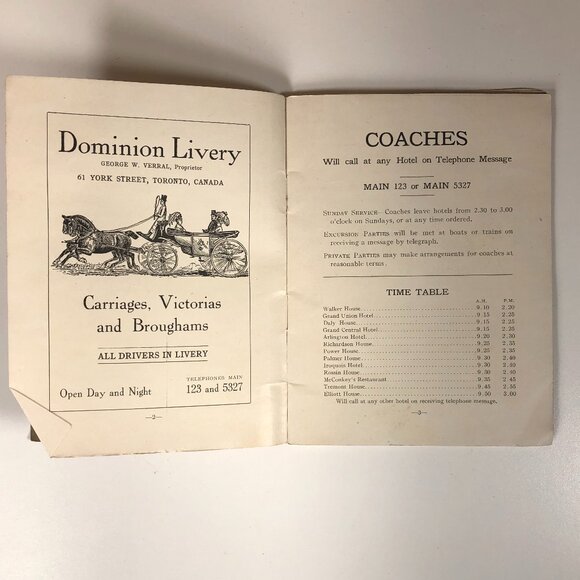 Dominion Livery
GEORGE W. VERRAL, Proprietor
61 YORK STREET, TORONTO, CANADA
Carriages, Victorias
and Broughams
ALL DRIVERS IN LIVERY
Open Day and Night
TELEPHONES: MAIN
123 and 5327
—2—
COACHES
Will call at any Hotel on Telephone Message
MAIN 123 or MAIN 5327
SUNDAY SERVICE—Coaches leave hotels from 2.30 to 3.00
o'clock on Sundays, or at any time ordered.
EXCURSION PARTIES will be met at boats or trains on
receiving a message by telegraph.
PRIVATE PARTIES may make arrangements for coaches at
reasonable terms.
TIME TABLE
A.M. P.M.
Walker House 9.10 2.20
Grand Union Hotel 9.15 2.25
Daly House 9.15 2.25
Grand Central Hotel 9.15 2.25
Arlington Hotel 9.20 2.30
Richardson House 9.25 2.35
Power House 9.25 2.35
Palmer House 9.30 2.40
Iroquois Hotel 9.30 2.40
Rossin House 9.30 2.40
McConkey's Restaurant 9.35 2.45
Tremont House 9.45 2.55
Elliott House 9.50 3.00
Will call at any other hotel on receiving telephone message.
—3—